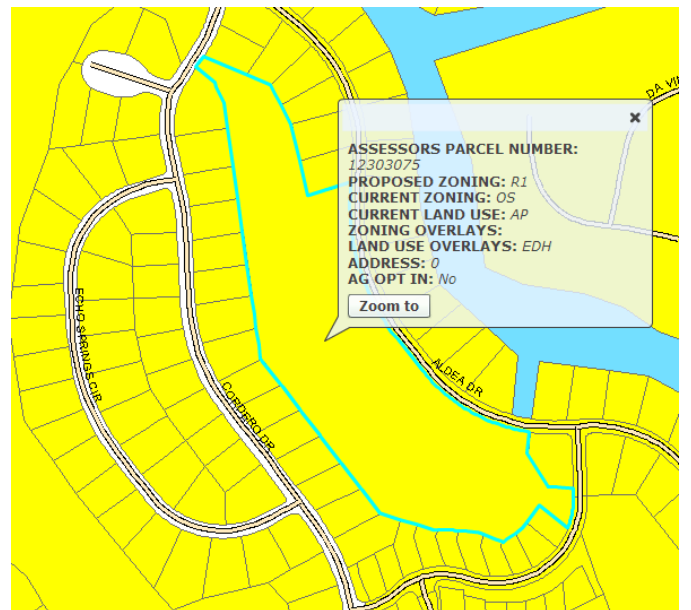 DA VI
×
ASSESSORS PARCEL NUMBER:
12303075
PROPOSED ZONING: R1
CURRENT ZONING: OS
CURRENT LAND USE: AP
ZONING OVERLAYS:
LAND USE OVERLAYS: EDH
ADDRESS: 0
AG OPT IN: No
Zoom to
ECHO SPRINGS CIR
CORDERO DR
ALDEA DR